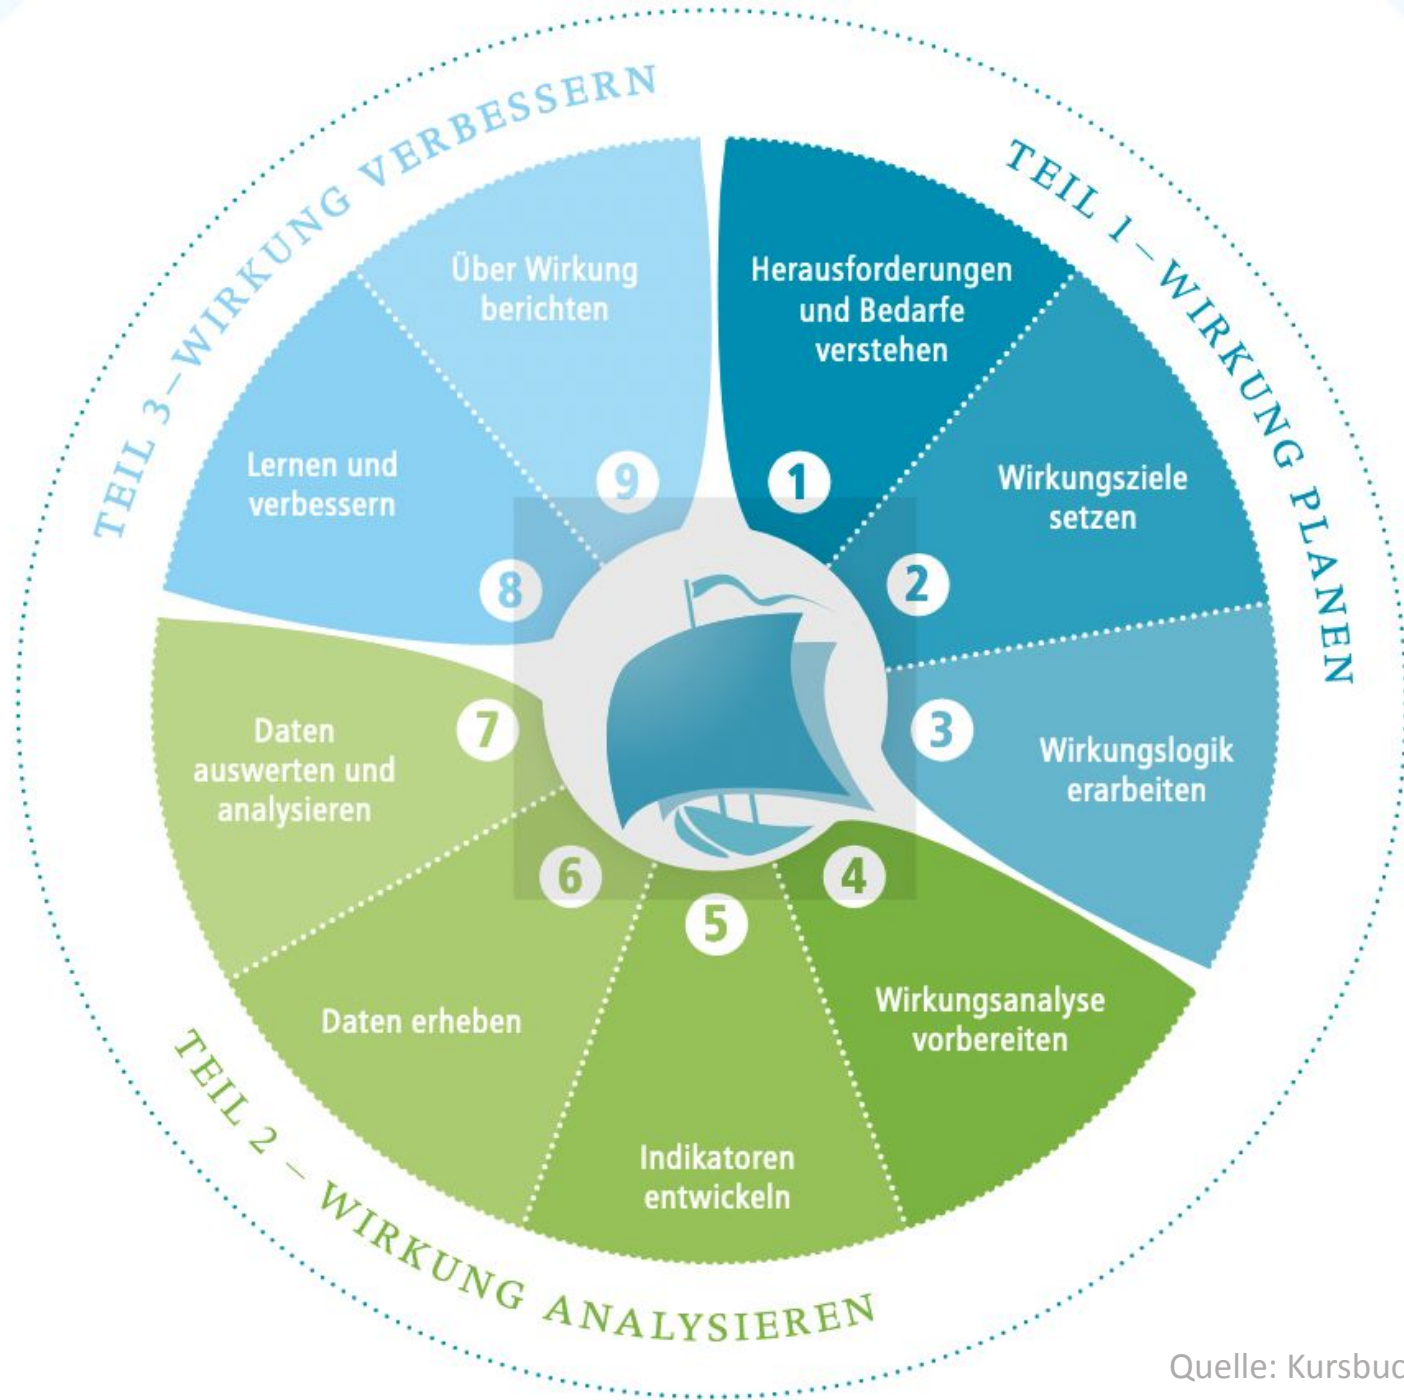 TEIL 1 – WIRKUNG PLANEN
Herausforderungen
und Bedarfe
verstehen
1
Wirkungsziele
setzen
2
Wirkungslogik
erarbeiten
3
TEIL 2 – WIRKUNG ANALYSIEREN
Wirkungsanalyse
vorbereiten
4
Indikatoren
entwickeln
5
Daten erheben
6
Daten
auswerten und
analysieren
7
TEIL 3 – WIRKUNG VERBESSERN
Lernen und
verbessern
8
Über Wirkung
berichten
9
Quelle: Kursbuc